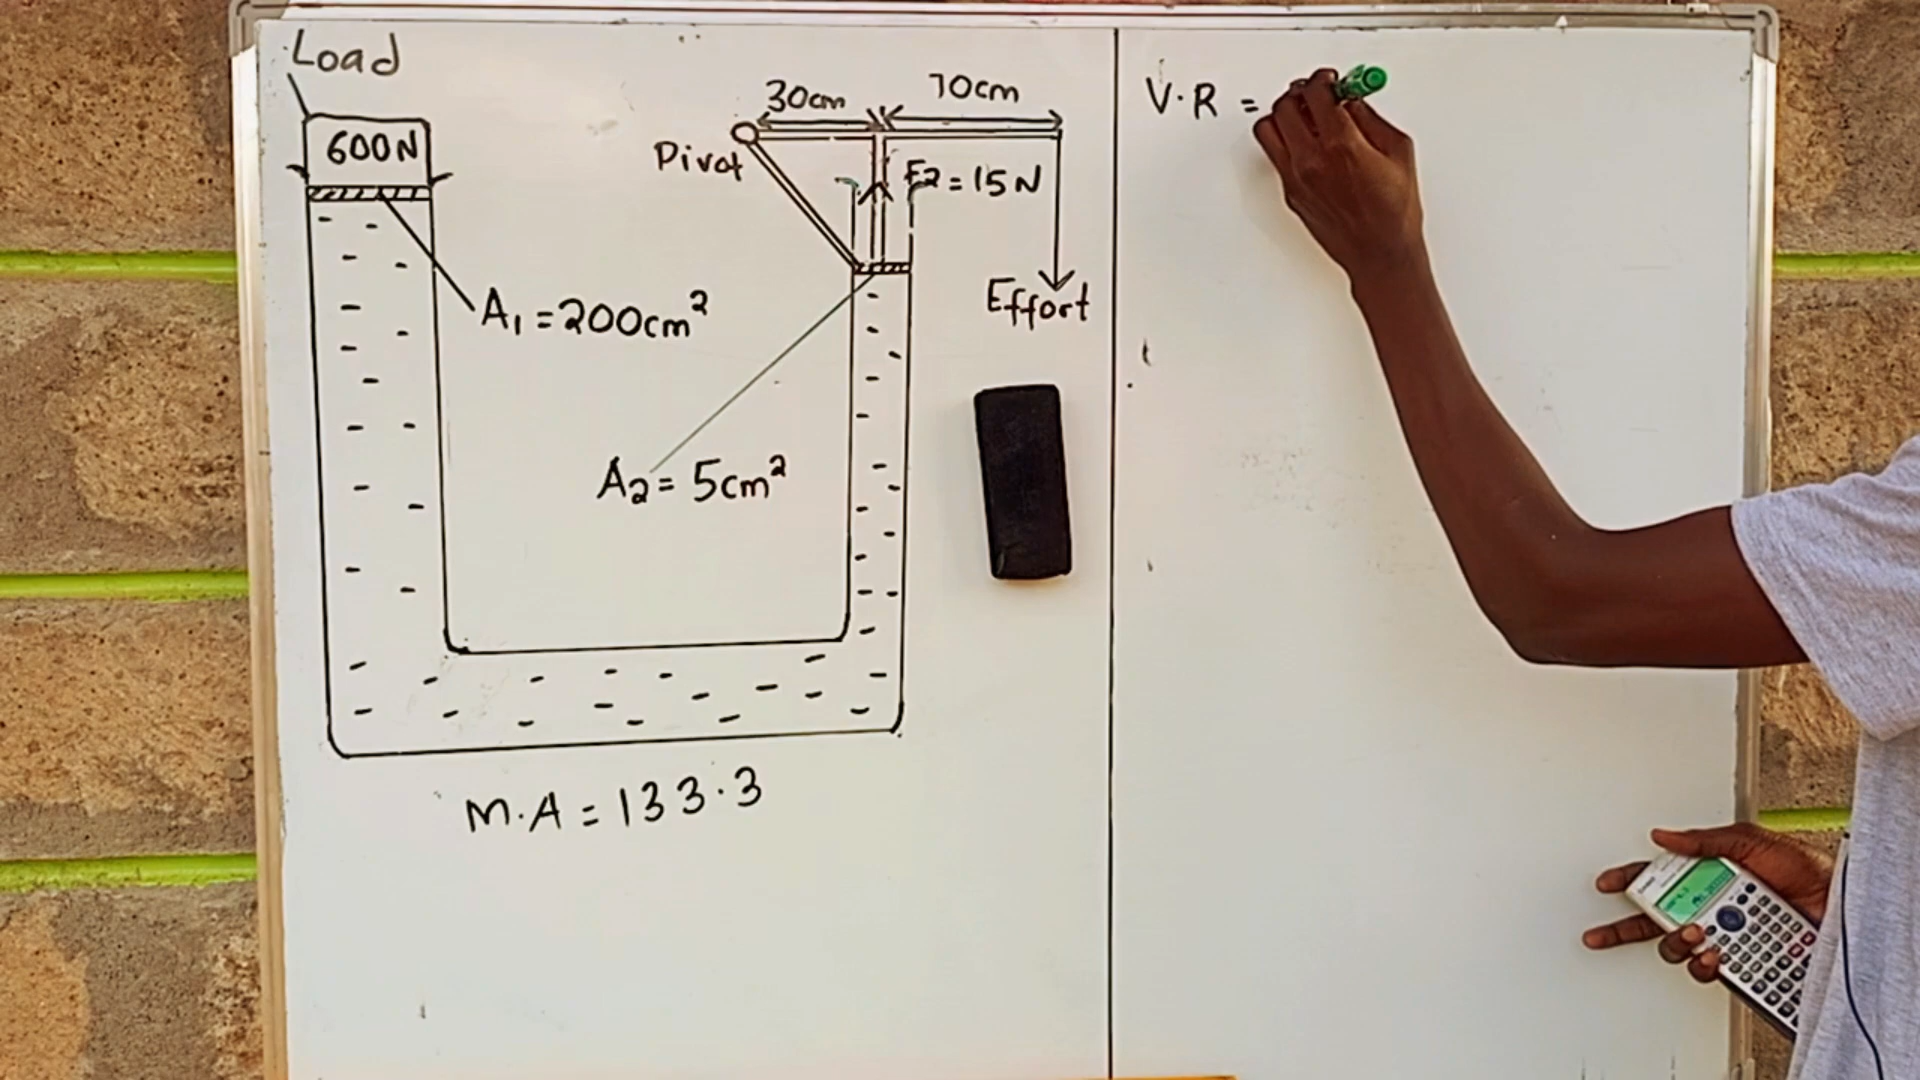 Load
600N
30cm
70cm
Pivot
F2 = 15N
Effort
A₁ = 200cm²
A₂ = 5cm²
M.A = 133.3
V.R =